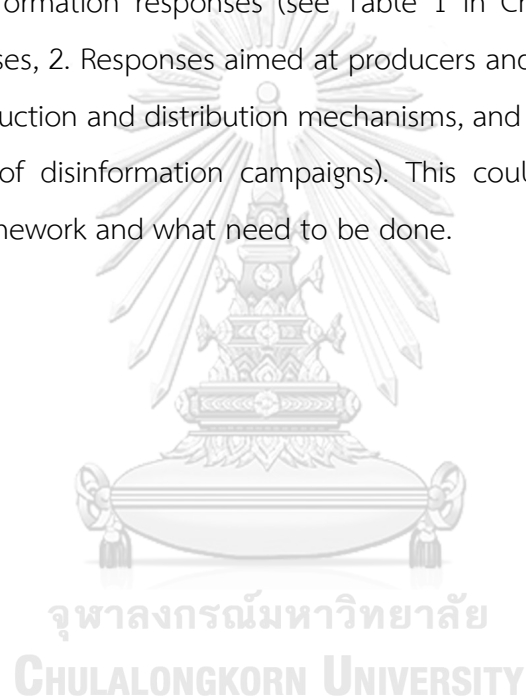 formation responses (see Table 1 in Ch
ses, 2. Responses aimed at producers and
uction and distribution mechanisms, and
of disinformation campaigns). This coul
nework and what need to be done.
จุฬาลงกรณ์มหาวิทยาลัย
CHULALONGKORN UNIVERSITY